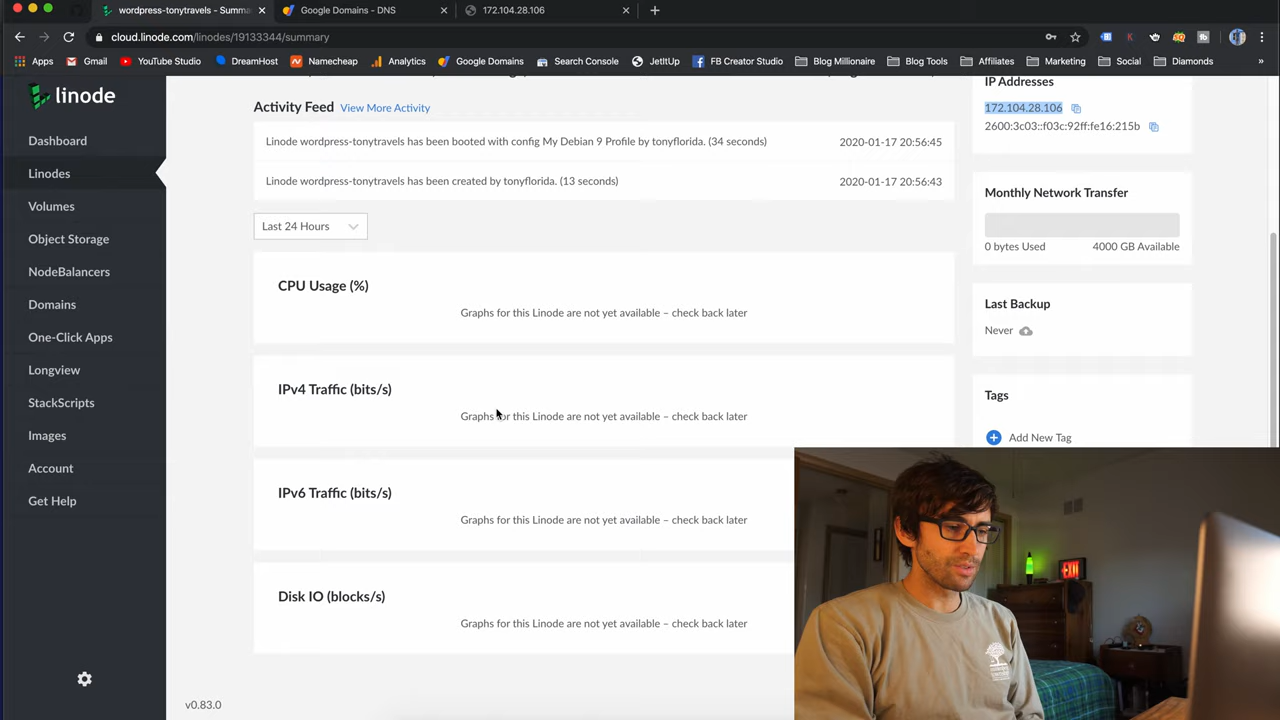 wordpress-tonytravels - Summa
Google Domains - DNS
172.104.28.106
cloud.linode.com/linodes/19133344/summary
Apps
Gmail
YouTube Studio
DreamHost
Namecheap
Analytics
Google Domains
Search Console
JetItUp
FB Creator Studio
Blog Millionaire
Blog Tools
Affiliates
Marketing
Social
Diamonds
»
linode
Dashboard
Linodes
Volumes
Object Storage
NodeBalancers
Domains
One-Click Apps
Longview
StackScripts
Images
Account
Get Help
v0.83.0
Activity Feed View More Activity
Linode wordpress-tonytravels has been booted with config My Debian 9 Profile by tonyflorida. (34 seconds) 2020-01-17 20:56:45
Linode wordpress-tonytravels has been created by tonyflorida. (13 seconds) 2020-01-17 20:56:43
Last 24 Hours
CPU Usage (%)
Graphs for this Linode are not yet available – check back later
IPv4 Traffic (bits/s)
Graphs for this Linode are not yet available – check back later
IPv6 Traffic (bits/s)
Graphs for this Linode are not yet available – check back later
Disk IO (blocks/s)
Graphs for this Linode are not yet available – check back later
IP Addresses
172.104.28.106
2600:3c03::f03c:92ff:fe16:215b
Monthly Network Transfer
0 bytes Used 4000 GB Available
Last Backup
Never
Tags
Add New Tag